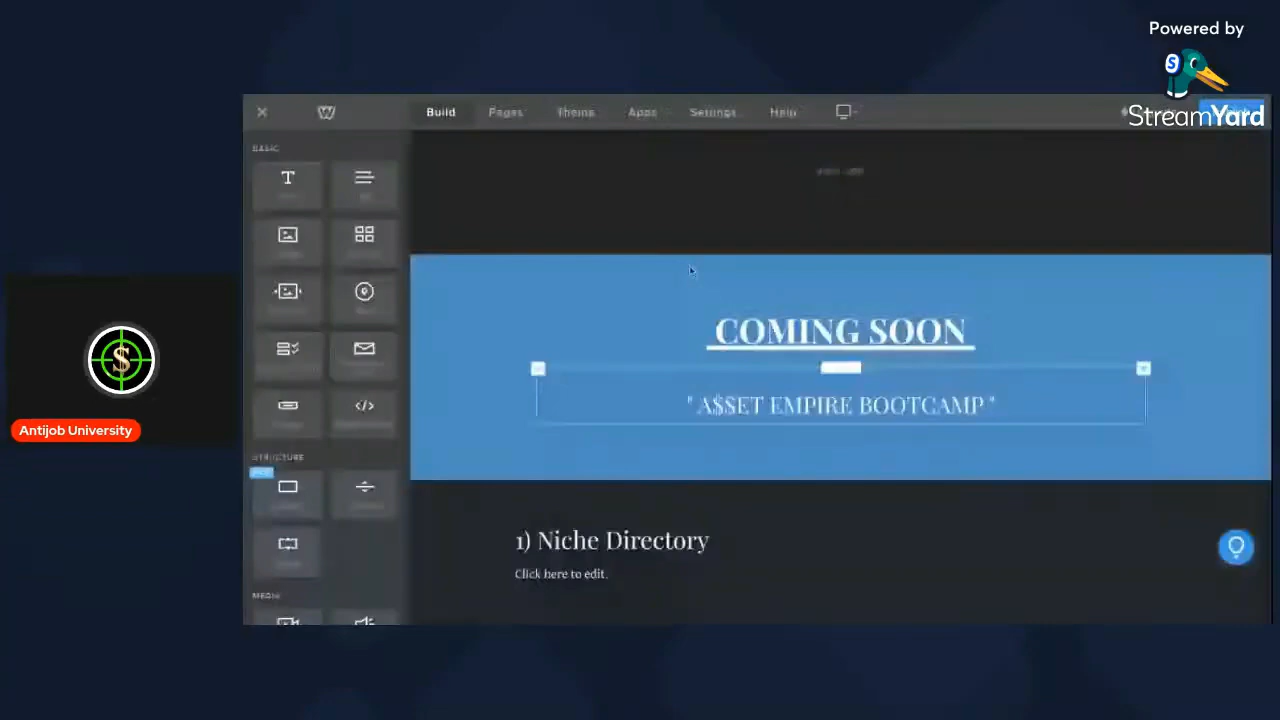 Powered by
StreamYard
Build Pages Theme Apps Settings Help
BASIC
COMING SOON
" A$SET EMPIRE BOOTCAMP "
Antijob University
STRUCTURE
1) Niche Directory
Click here to edit.
MEDIA